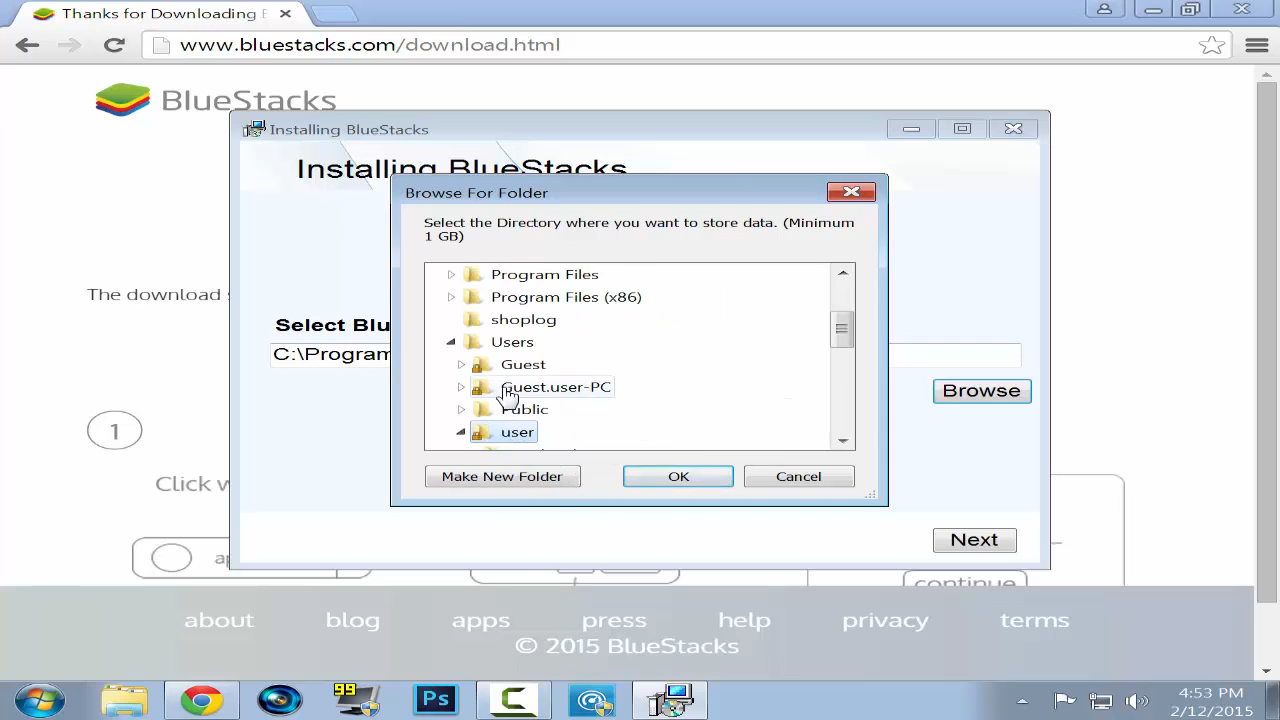 Thanks for Downloading
www.bluestacks.com/download.html
BlueStacks
Installing BlueStacks
Installing BlueStacks
Browse For Folder
Select the Directory where you want to store data. (Minimum
1 GB)
Program Files
Program Files (x86)
shoplog
Users
Guest
Guest.user-PC
Public
user
Make New Folder
OK
Cancel
The download
Select Blu
C:\Program
Browse
1
Click w
Next
continue
about
blog
apps
press
help
privacy
terms
© 2015 BlueStacks
99
Ps
4:53 PM
2/12/2015